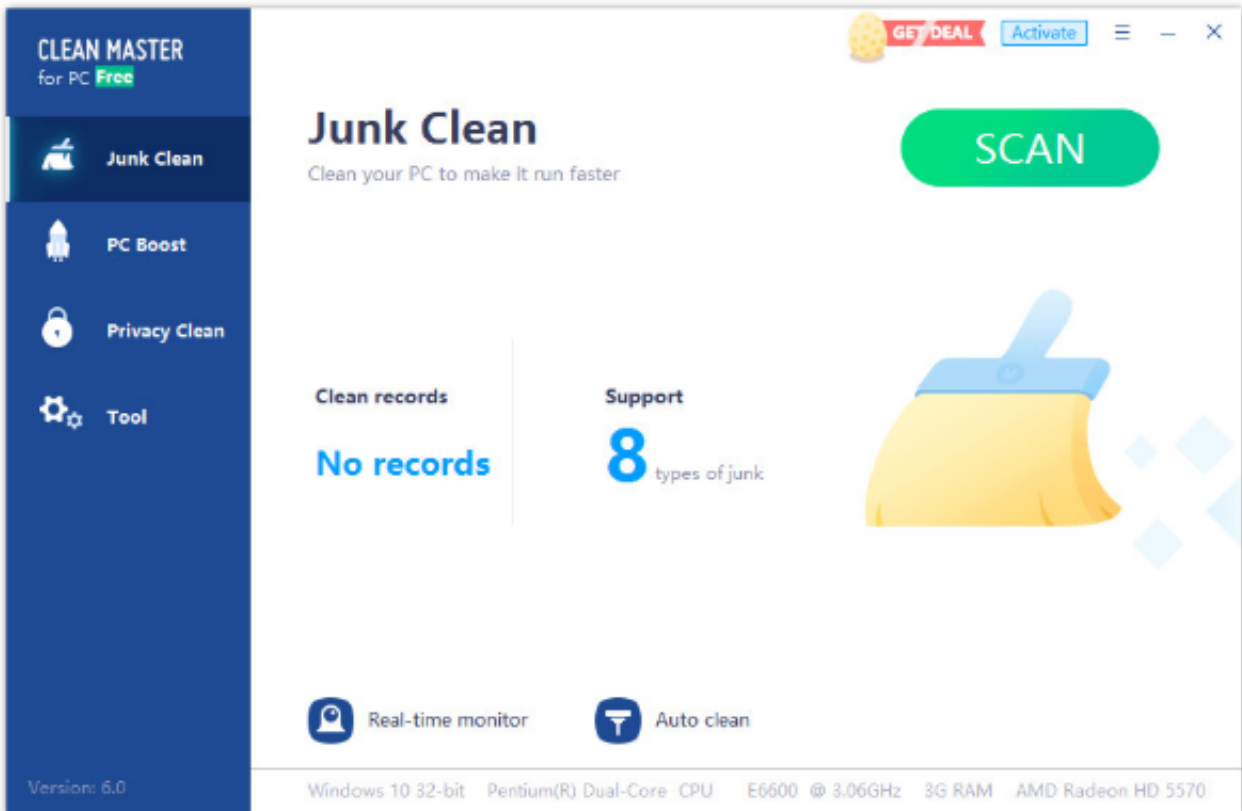 CLEAN MASTER
for PC Free
Junk Clean
PC Boost
Privacy Clean
Tool
Version: 6.0
GET DEAL
Activate
Junk Clean
Clean your PC to make it run faster
SCAN
Clean records
No records
Support
8 types of junk
Real-time monitor
Auto clean
Windows 10 32-bit Pentium(R) Dual-Core CPU E6600 @ 3.06GHz 3G RAM AMD Radeon HD 5570